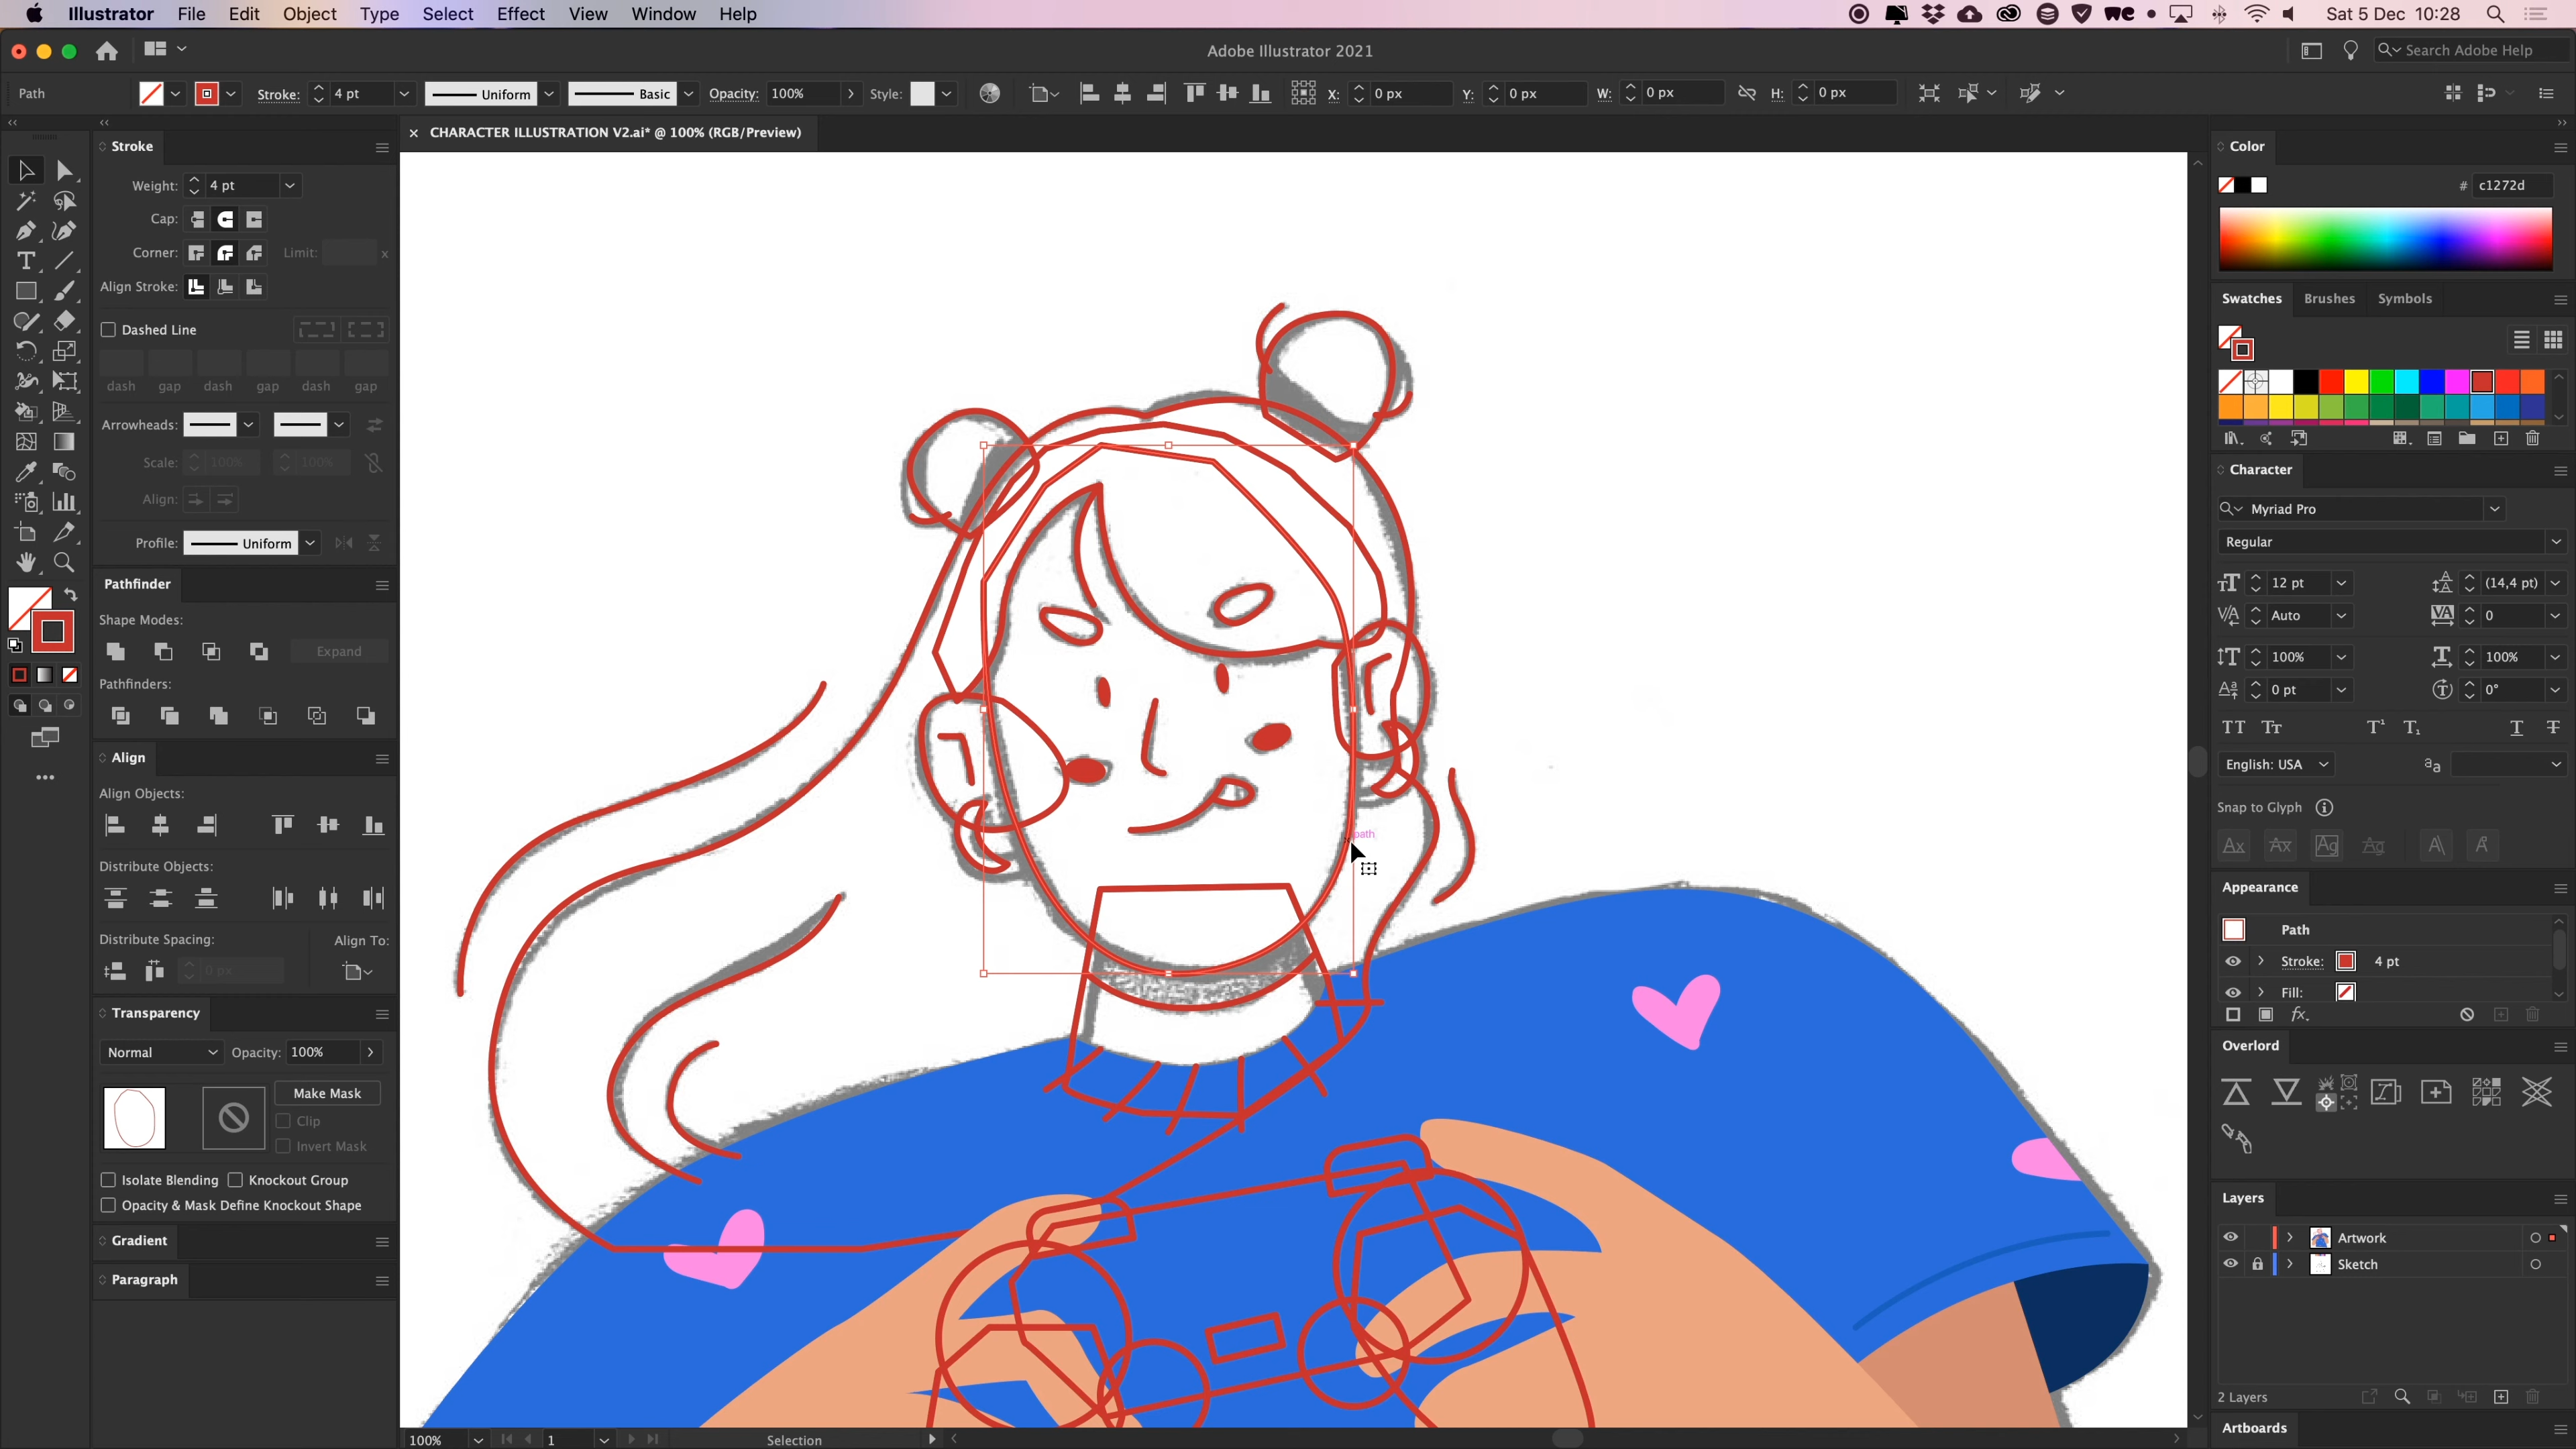 Illustrator File Edit Object Type Select Effect View Window Help
Sat 5 Dec 10:28
Adobe Illustrator 2021
Search Adobe Help
Path
Stroke: 4 pt
Uniform
Basic
Opacity: 100%
Style:
X: 0 px
Y: 0 px
W: 0 px
H: 0 px
× CHARACTER ILLUSTRATION V2.ai* @ 100% (RGB/Preview)
Stroke
Weight: 4 pt
Cap:
Corner:
Limit: x
Align Stroke:
Dashed Line
dash gap dash gap dash gap
Arrowheads:
Scale: 100% 100%
Align:
Profile: Uniform
Pathfinder
Shape Modes:
Expand
Pathfinders:
Align
Align Objects:
Distribute Objects:
Distribute Spacing: Align To:
0 px
Transparency
Normal Opacity: 100%
Make Mask
Clip
Invert Mask
Isolate Blending Knockout Group
Opacity & Mask Define Knockout Shape
Gradient
Paragraph
path
100% 1 Selection
Color
# c1272d
Swatches Brushes Symbols
Character
Myriad Pro
Regular
12 pt (14,4 pt)
Auto 0
100% 100%
0 pt 0°
English: USA
Snap to Glyph
Appearance
Path
Stroke: 4 pt
Fill:
fx.
Overlord
Layers
Artwork
Sketch
2 Layers
Artboards